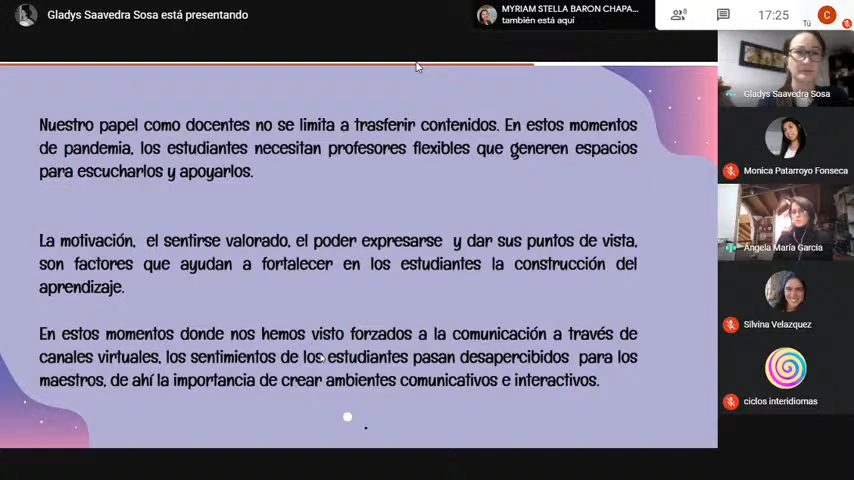 Gladys Saavedra Sosa está presentando
MYRIAM STELLA BARON CHAPA...
también está aquí
8
17:25
Tú
C
Nuestro papel como docentes no se limita a trasferir contenidos. En estos momentos
de pandemia, los estudiantes necesitan profesores flexibles que generen espacios
para escucharlos y apoyarlos.
La motivación, el sentirse valorado, el poder expresarse y dar sus puntos de vista,
son factores que ayudan a fortalecer en los estudiantes la construcción del
aprendizaje.
En estos momentos donde nos hemos visto forzados a la comunicación a través de
canales virtuales, los sentimientos de los estudiantes pasan desapercibidos para los
maestros, de ahí la importancia de crear ambientes comunicativos e interactivos.
Gladys Saavedra Sosa
Monica Patarroyo Fonseca
Angela María García
Silvina Velazquez
ciclos interidiomas